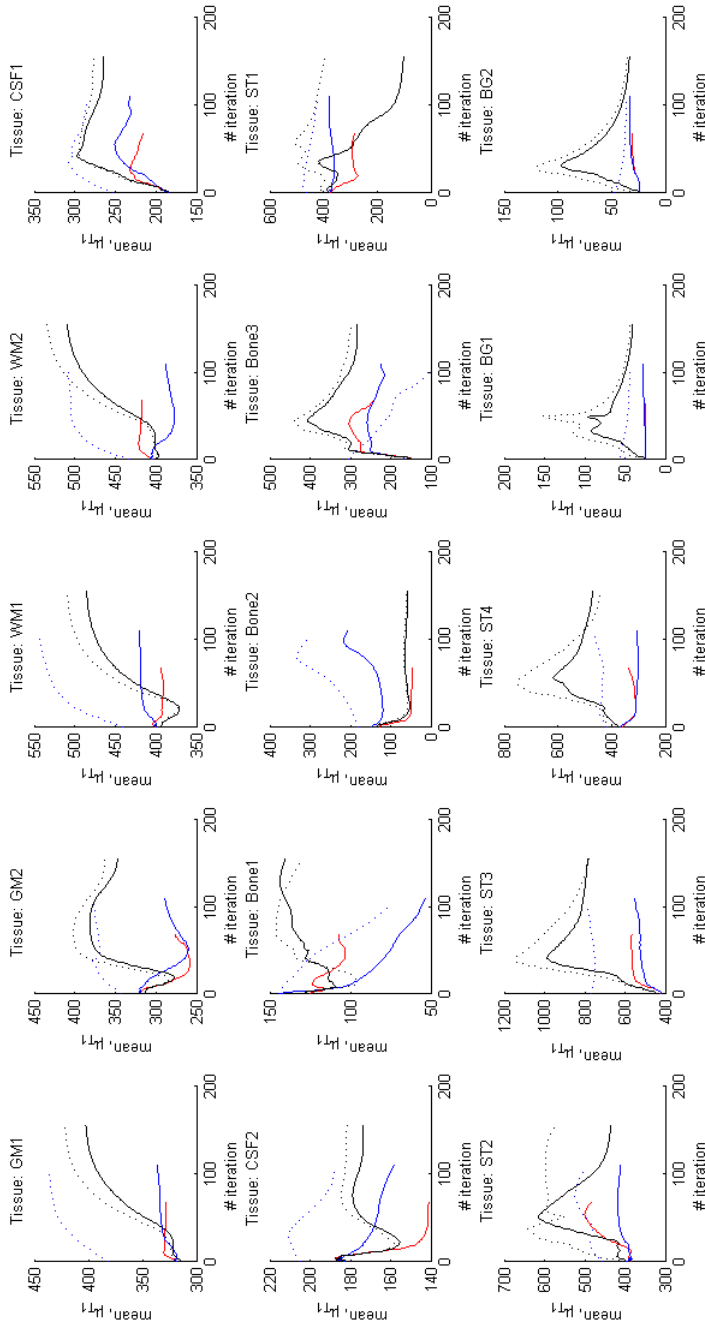 Tissue: GM1
mean, μT1
450
400
350
300
0 100 200
# iteration
Tissue: GM2
mean, μT1
450
400
350
300
250
0 100 200
# iteration
Tissue: WM1
mean, μT1
550
500
450
400
350
0 100 200
# iteration
Tissue: WM2
mean, μT1
550
500
450
400
350
0 100 200
# iteration
Tissue: CSF1
mean, μT1
350
300
250
200
150
0 100 200
# iteration
Tissue: CSF2
mean, μT1
220
200
180
160
140
0 100 200
# iteration
Tissue: Bone1
mean, μT1
150
100
50
0 100 200
# iteration
Tissue: Bone2
mean, μT1
400
300
200
100
0
0 100 200
# iteration
Tissue: Bone3
mean, μT1
400
300
200
100
0 100 200
# iteration
Tissue: ST1
mean, μT1
600
400
200
0
0 100 200
# iteration
Tissue: ST2
mean, μT1
700
600
500
400
300
0 100 200
# iteration
Tissue: ST3
mean, μT1
1200
1000
800
600
400
0 100 200
# iteration
Tissue: ST4
mean, μT1
800
600
400
200
0 100 200
# iteration
Tissue: BG1
mean, μT1
200
150
100
50
0
0 100 200
# iteration
Tissue: BG2
mean, μT1
150
100
50
0
0 100 200
# iteration